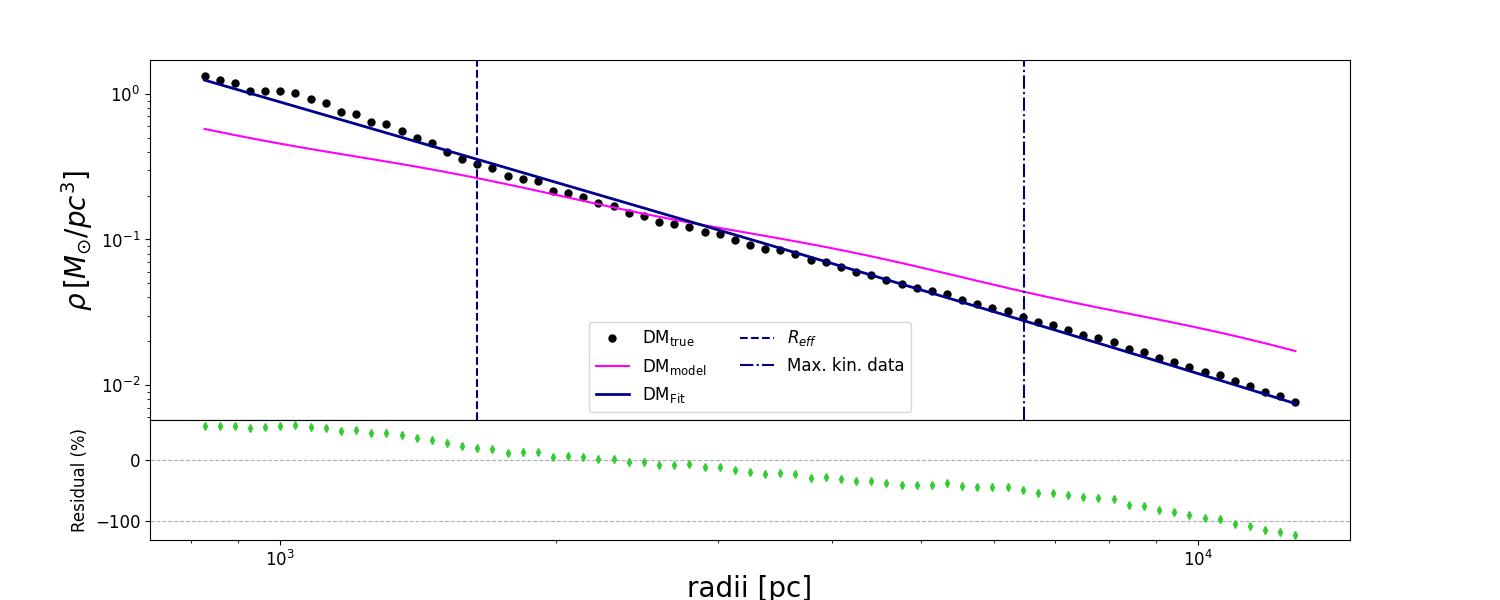 ρ [M⊙/pc³]
10⁰
10⁻¹
10⁻²
DMtrue
DMmodel
DMFit
Reff
Max. kin. data
Residual (%)
0
−100
10³
10⁴
radii [pc]